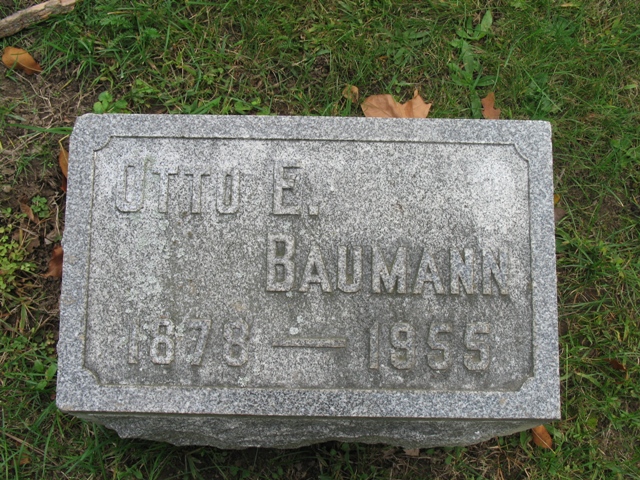 OTTO E.
BAUMANN
1878 — 1955